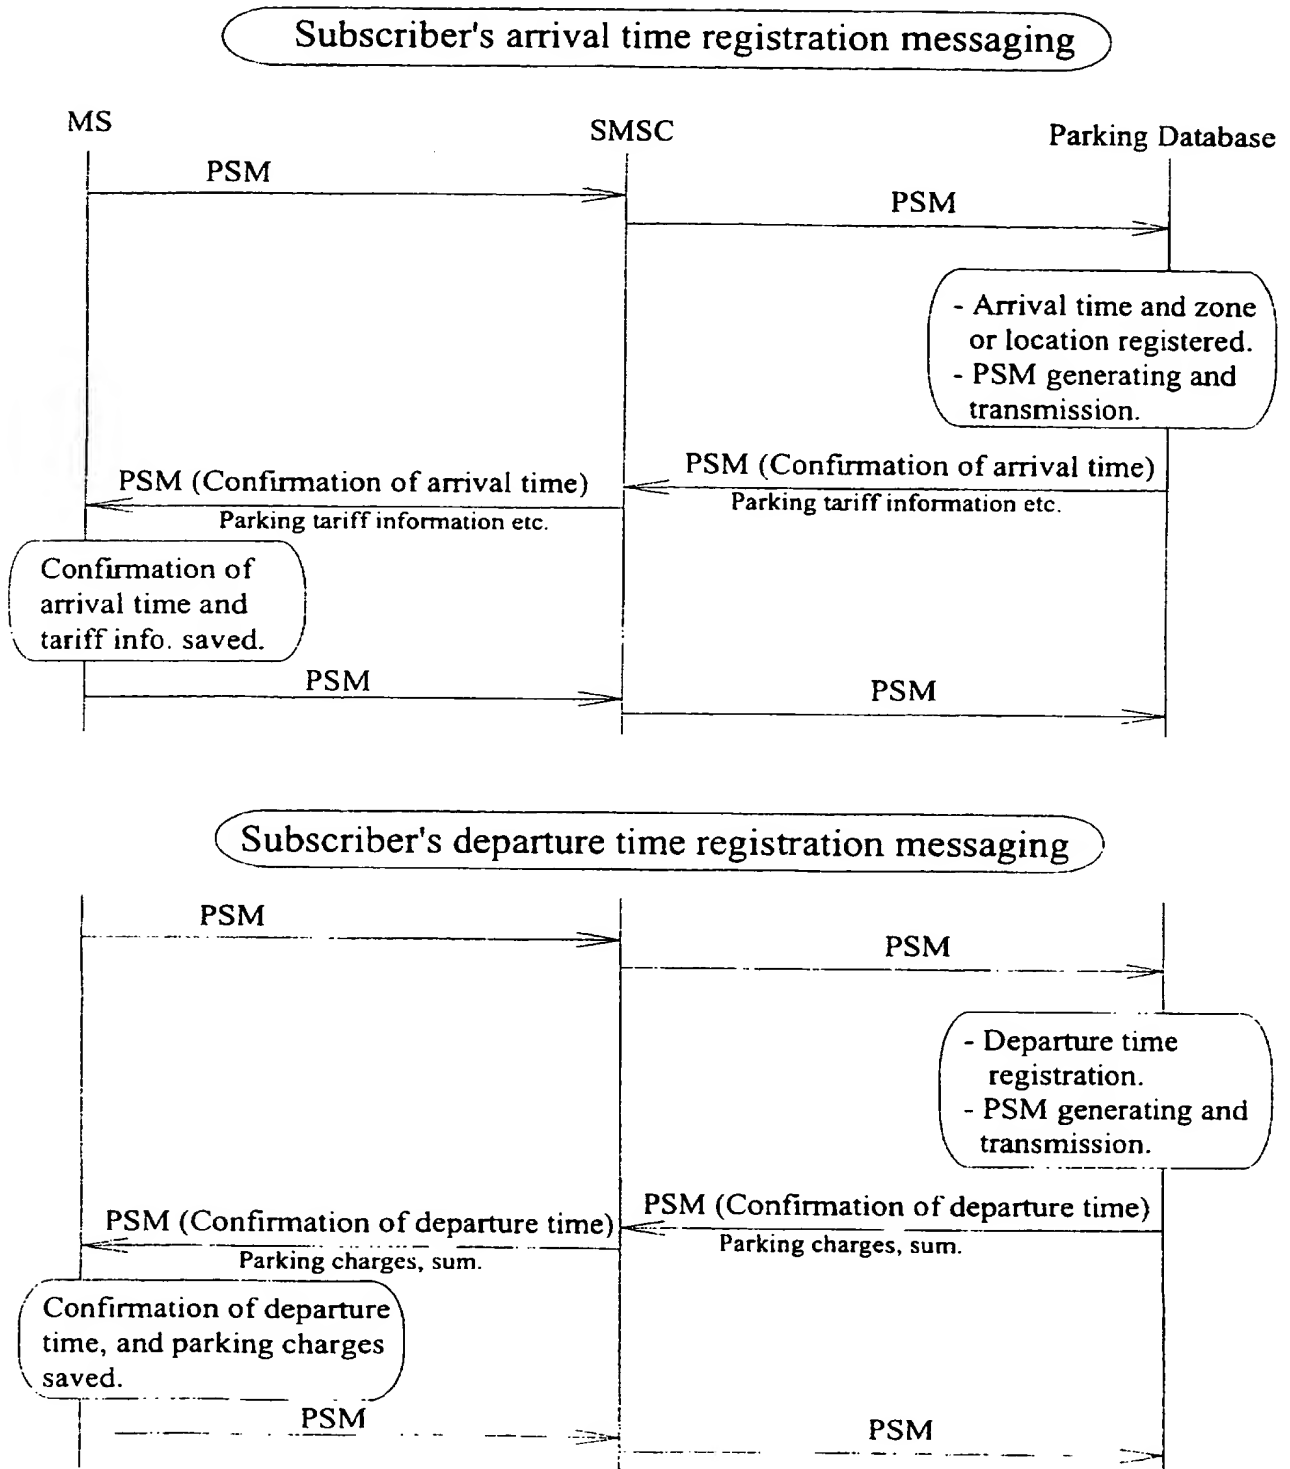 Subscriber's arrival time registration messaging
MS
SMSC
Parking Database
PSM
PSM
- Arrival time and zone
or location registered.
- PSM generating and
transmission.
PSM (Confirmation of arrival time)
Parking tariff information etc.
PSM (Confirmation of arrival time)
Parking tariff information etc.
Confirmation of
arrival time and
tariff info. saved.
PSM
PSM
Subscriber's departure time registration messaging
PSM
PSM
- Departure time
registration.
- PSM generating and
transmission.
PSM (Confirmation of departure time)
Parking charges, sum.
PSM (Confirmation of departure time)
Parking charges, sum.
Confirmation of departure
time, and parking charges
saved.
PSM
PSM